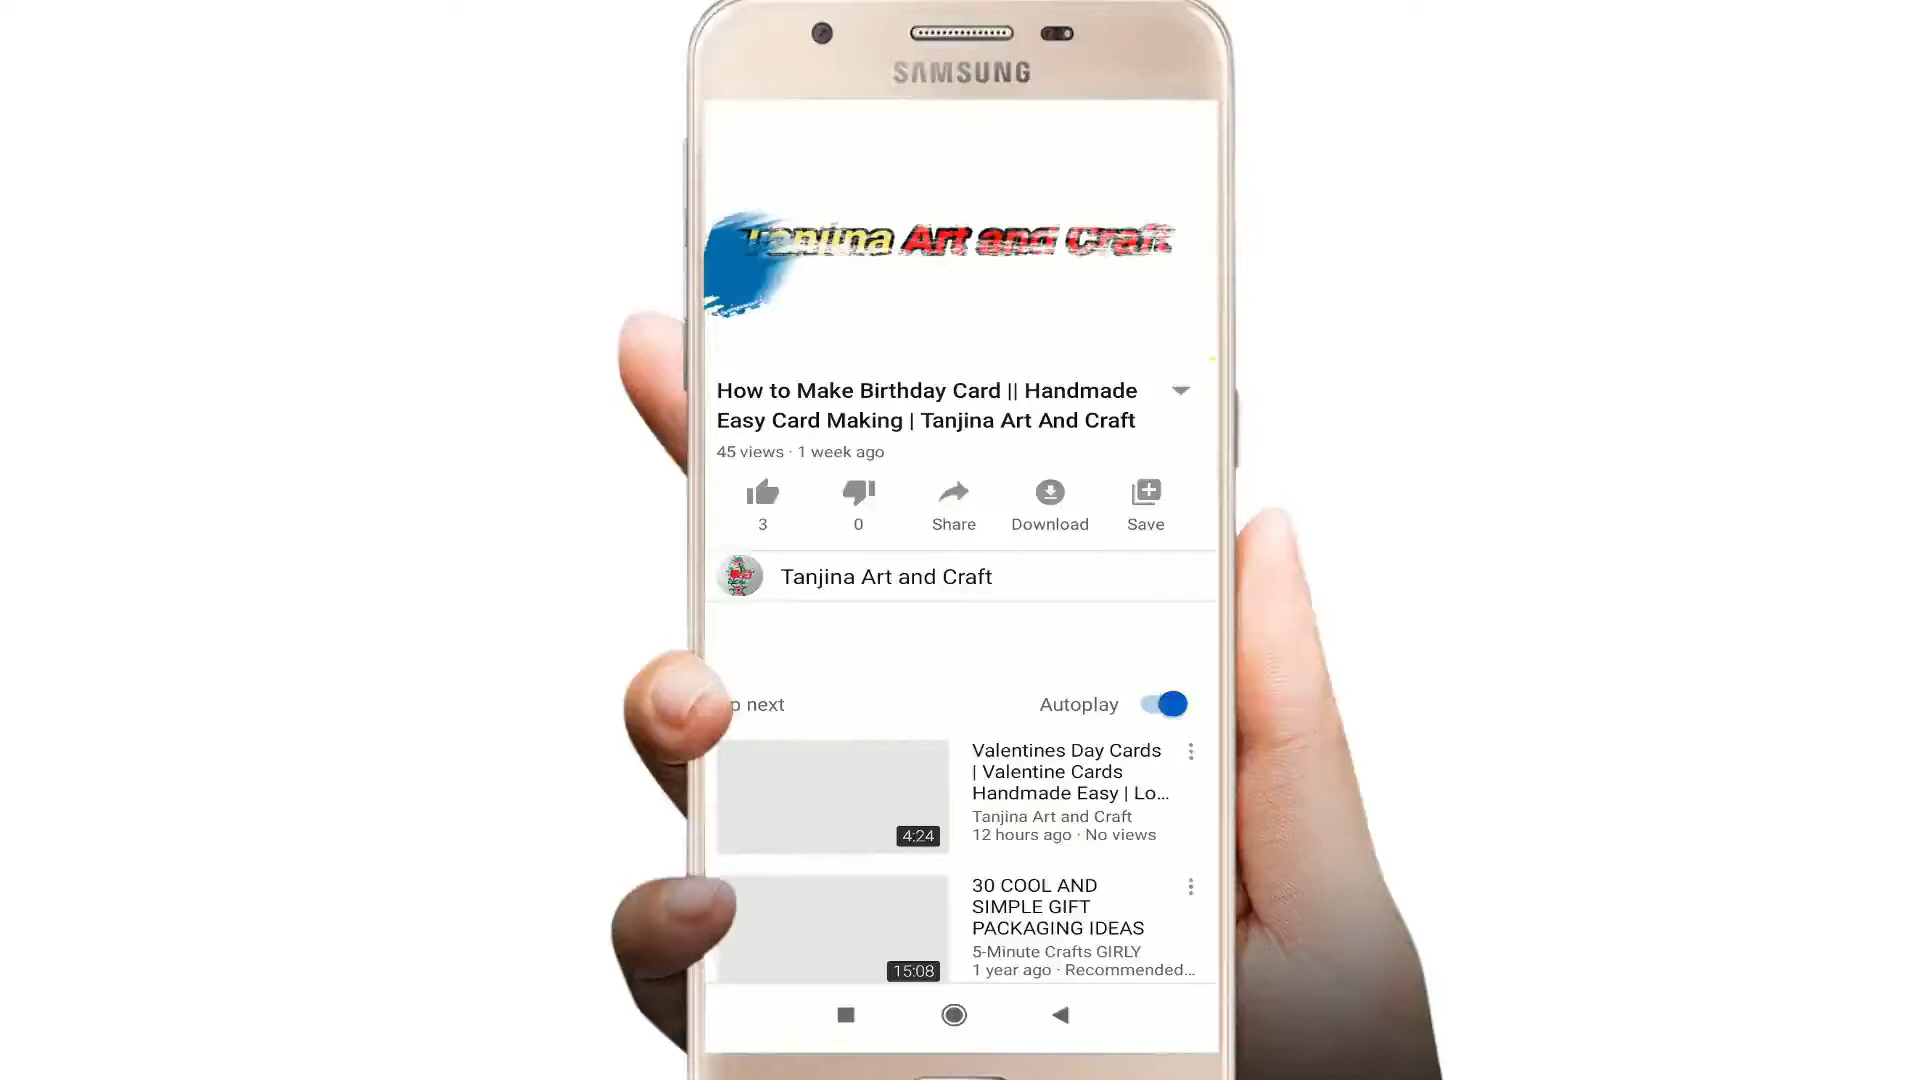 SAMSUNG
Tanjina Art and Craft
How to Make Birthday Card || Handmade
Easy Card Making | Tanjina Art And Craft
45 views · 1 week ago
3
0
Share
Download
Save
Tanjina Art and Craft
p next
Autoplay
Valentines Day Cards
| Valentine Cards
Handmade Easy | Lo...
Tanjina Art and Craft
12 hours ago · No views
4:24
30 COOL AND
SIMPLE GIFT
PACKAGING IDEAS
5-Minute Crafts GIRLY
1 year ago · Recommended...
15:08